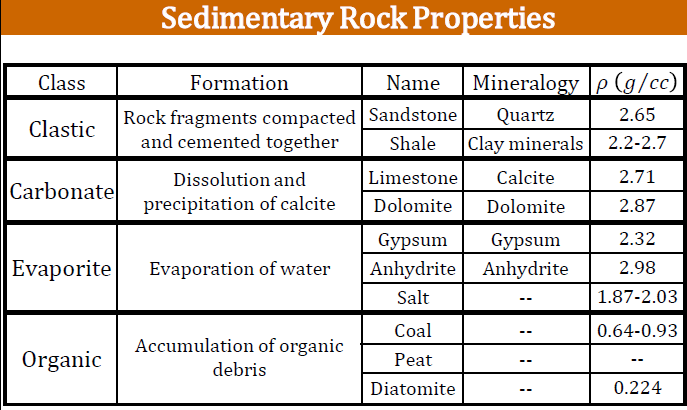 Sedimentary Rock Properties
Class Formation Name Mineralogy ρ (g/cc)
Clastic Rock fragments compacted and cemented together Sandstone Quartz 2.65
Shale Clay minerals 2.2-2.7
Carbonate Dissolution and precipitation of calcite Limestone Calcite 2.71
Dolomite Dolomite 2.87
Evaporite Evaporation of water Gypsum Gypsum 2.32
Anhydrite Anhydrite 2.98
Salt -- 1.87-2.03
Organic Accumulation of organic debris Coal -- 0.64-0.93
Peat -- --
Diatomite -- 0.224